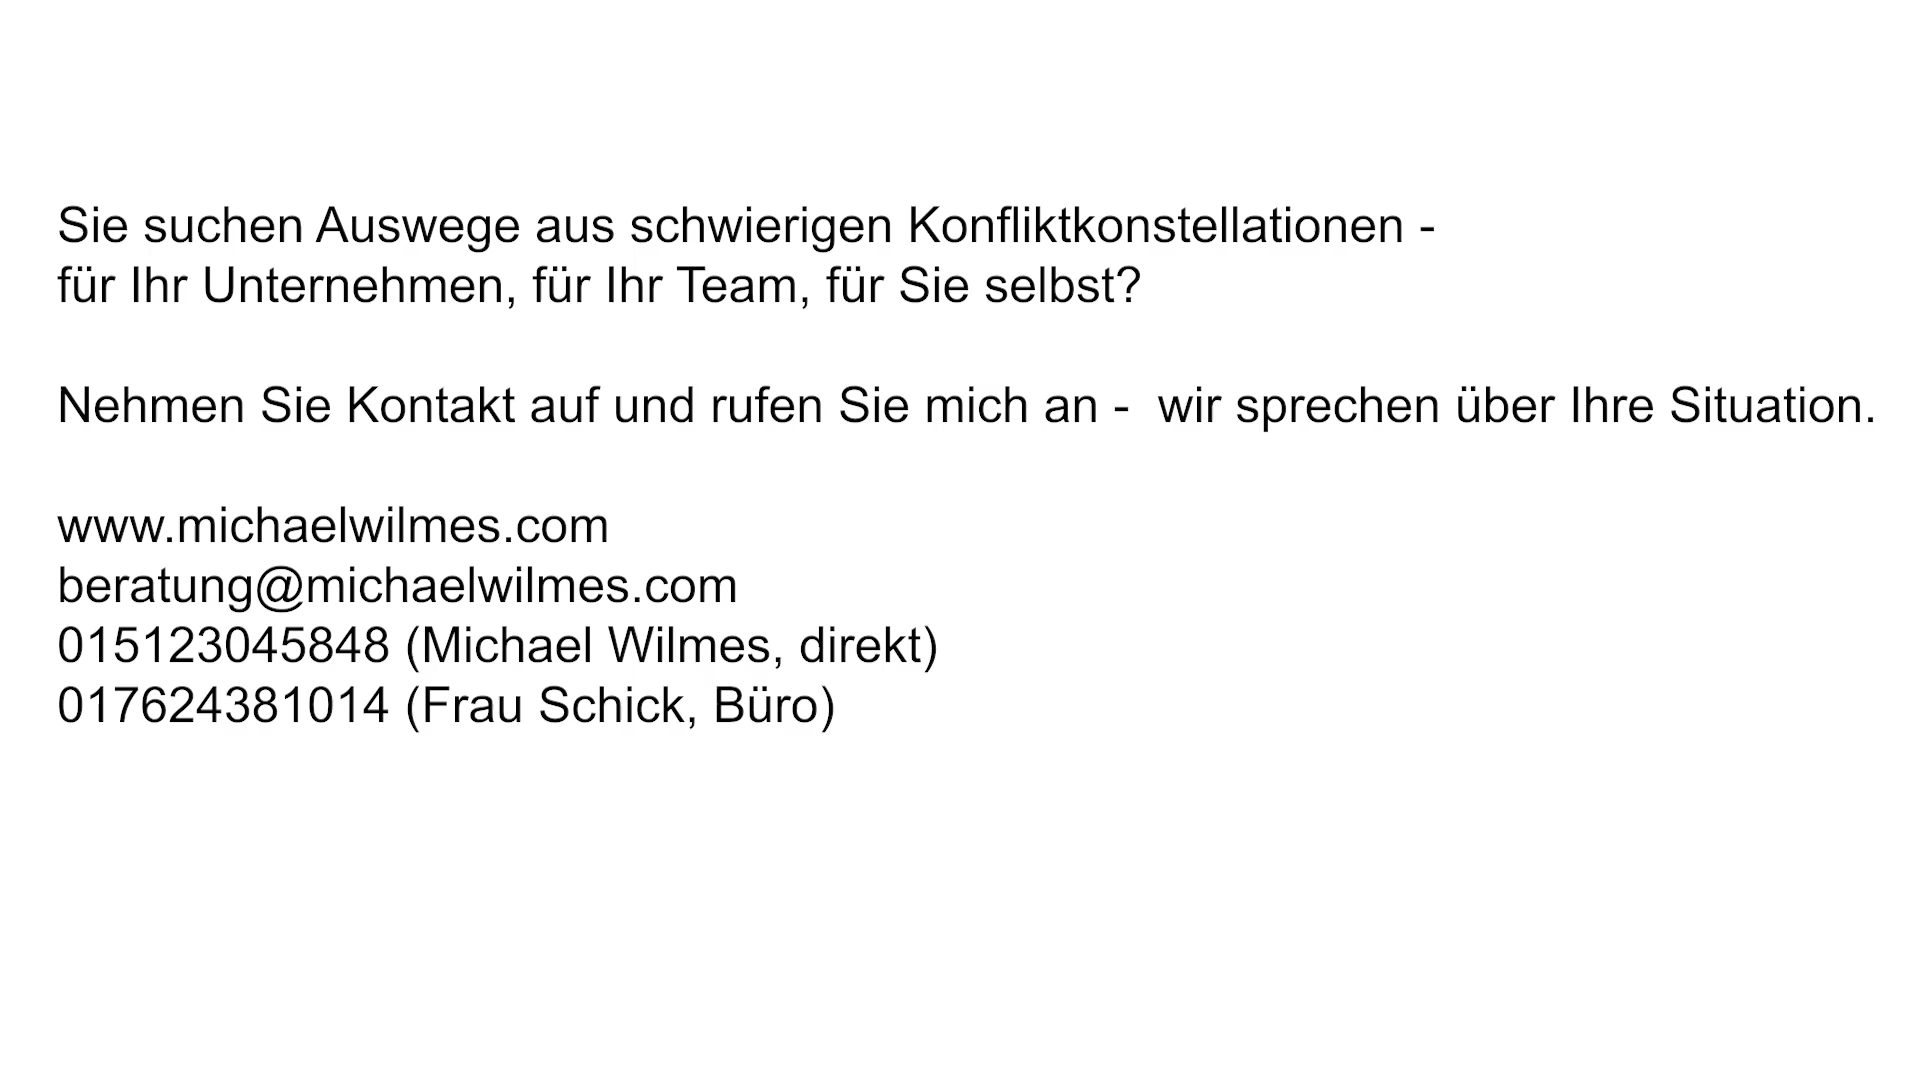 Sie suchen Auswege aus schwierigen Konfliktkonstellationen -
für Ihr Unternehmen, für Ihr Team, für Sie selbst?
Nehmen Sie Kontakt auf und rufen Sie mich an -  wir sprechen über Ihre Situation.
www.michaelwilmes.com
beratung@michaelwilmes.com
015123045848 (Michael Wilmes, direkt)
017624381014 (Frau Schick, Büro)